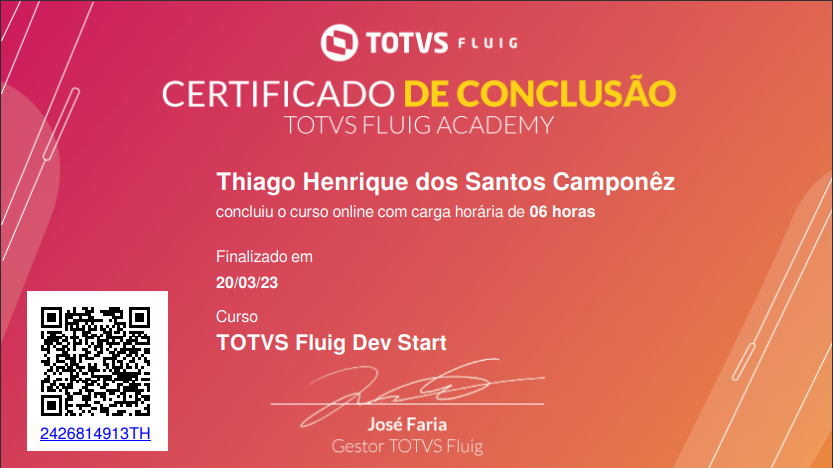 TOTVS FLUIG
CERTIFICADO DE CONCLUSÃO
TOTVS FLUIG ACADEMY
Thiago Henrique dos Santos Camponêz
concluiu o curso online com carga horária de 06 horas
Finalizado em
20/03/23
Curso
TOTVS Fluig Dev Start
2426814913TH
José Faria
Gestor TOTVS Fluig